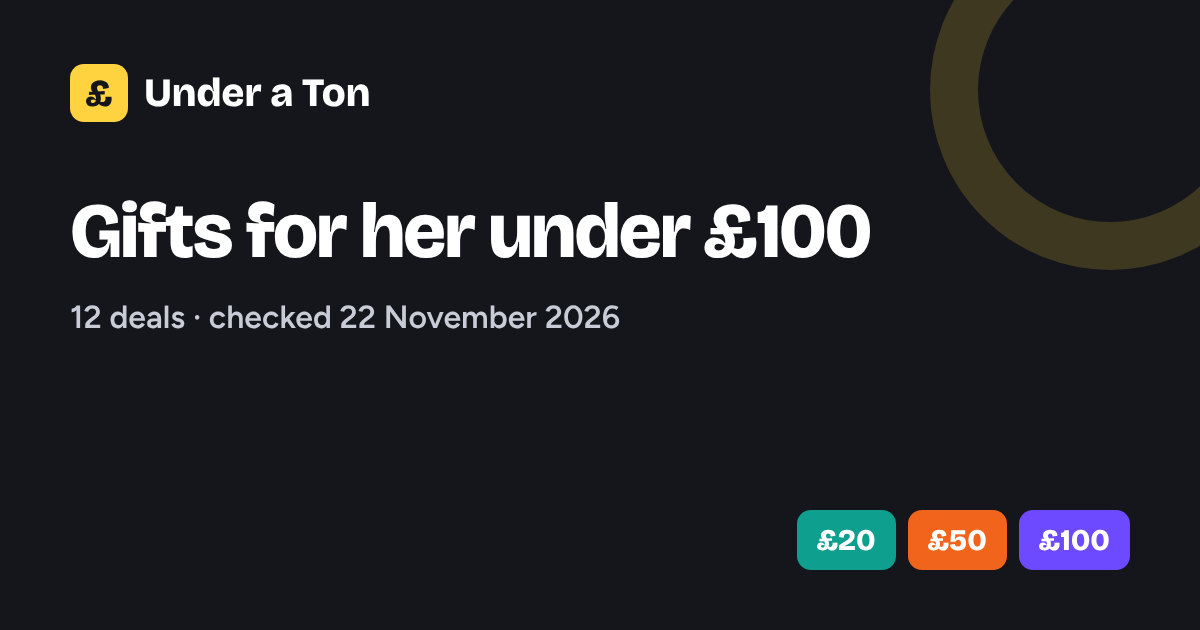 £ Under a Ton
Gifts for her under £100
12 deals · checked 22 November 2026
£20 £50 £100